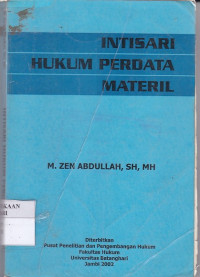 INTISARI
HUKUM PERDATA
MATERIL
M. ZEN ABDULLAH, SH, MH
Diterbitkan
Pusat Penelitian dan Pengembangan Hukum
Fakultas Hukum
Universitas Batanghari
Jambi 2002